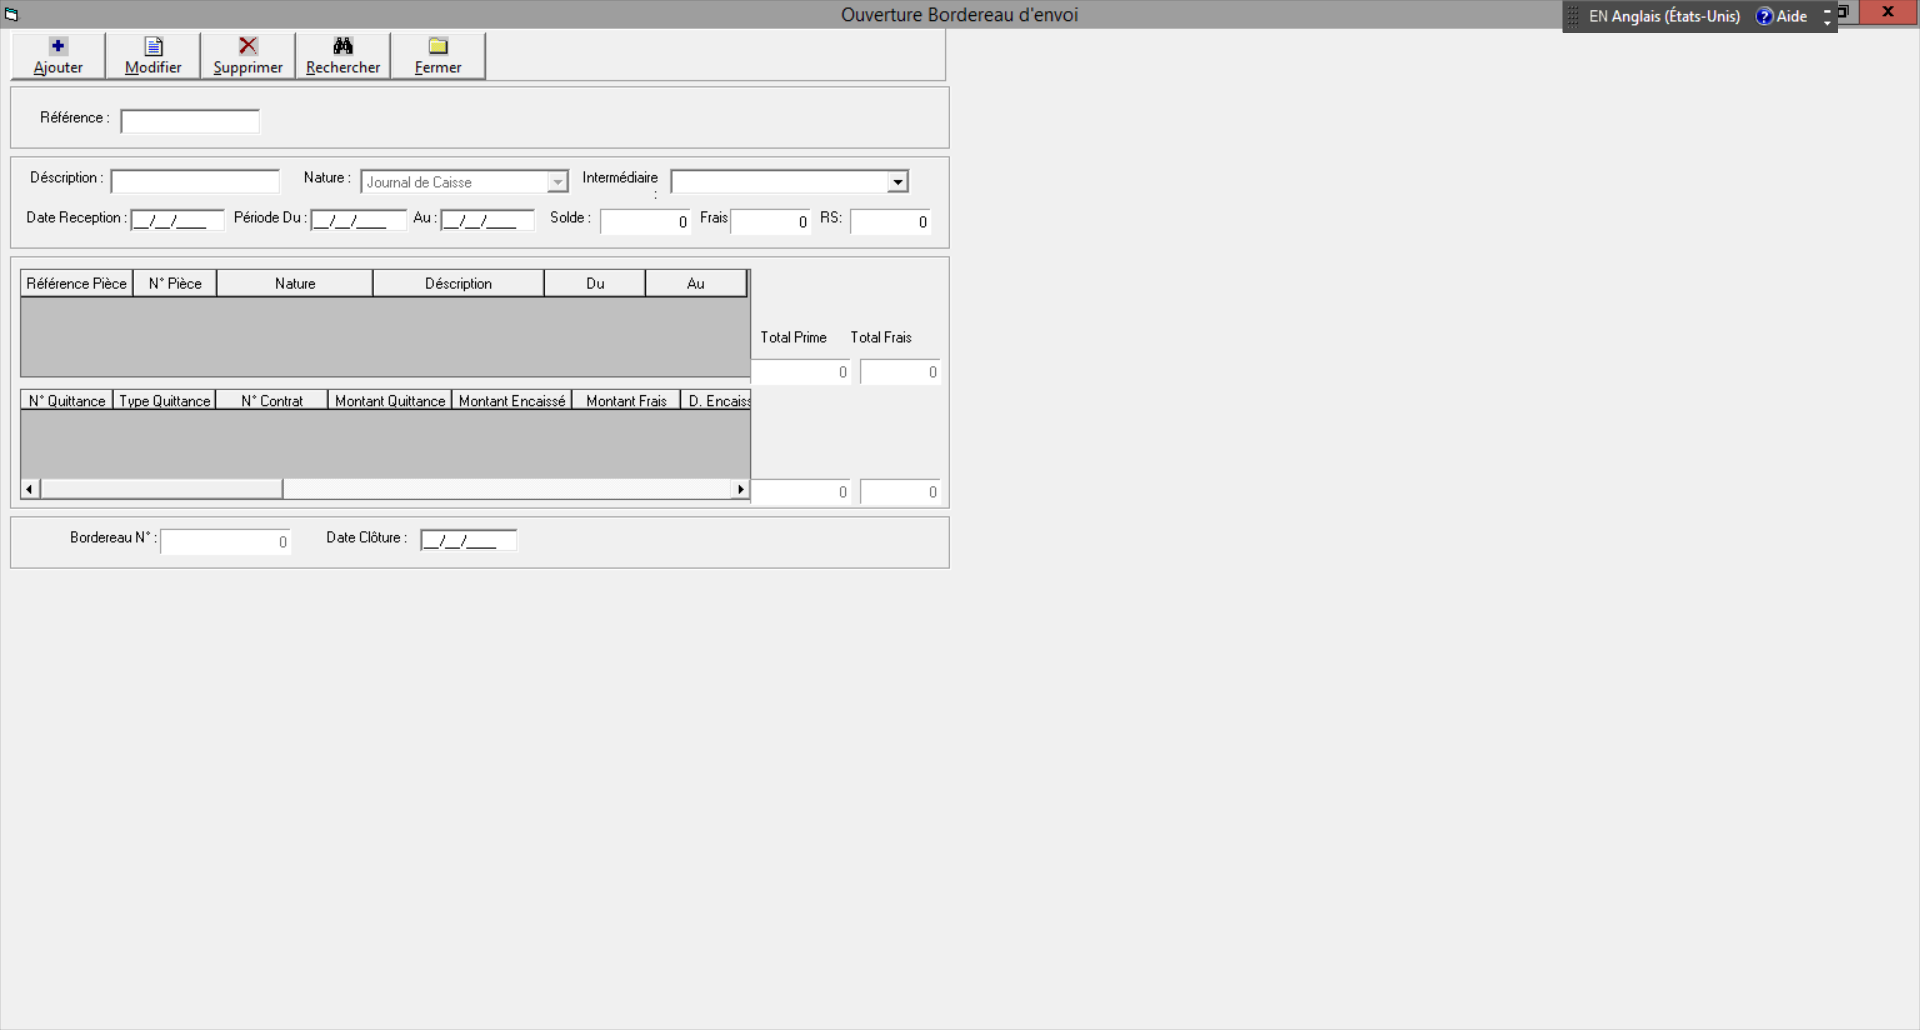 Ouverture Bordereau d'envoi
EN Anglais (États-Unis) ? Aide
Ajouter Modifier Supprimer Rechercher Fermer
Référence :
Déscription : Nature : Journal de Caisse Intermédiaire :
Date Reception : __/__/____ Période Du : __/__/____ Au : __/__/____ Solde : 0 Frais 0 RS: 0
Référence Pièce N° Pièce Nature Déscription Du Au
Total Prime Total Frais
0 0
N° Quittance Type Quittance N° Contrat Montant Quittance Montant Encaissé Montant Frais D. Encaiss
0 0
Bordereau N° : 0 Date Clôture : __/__/____